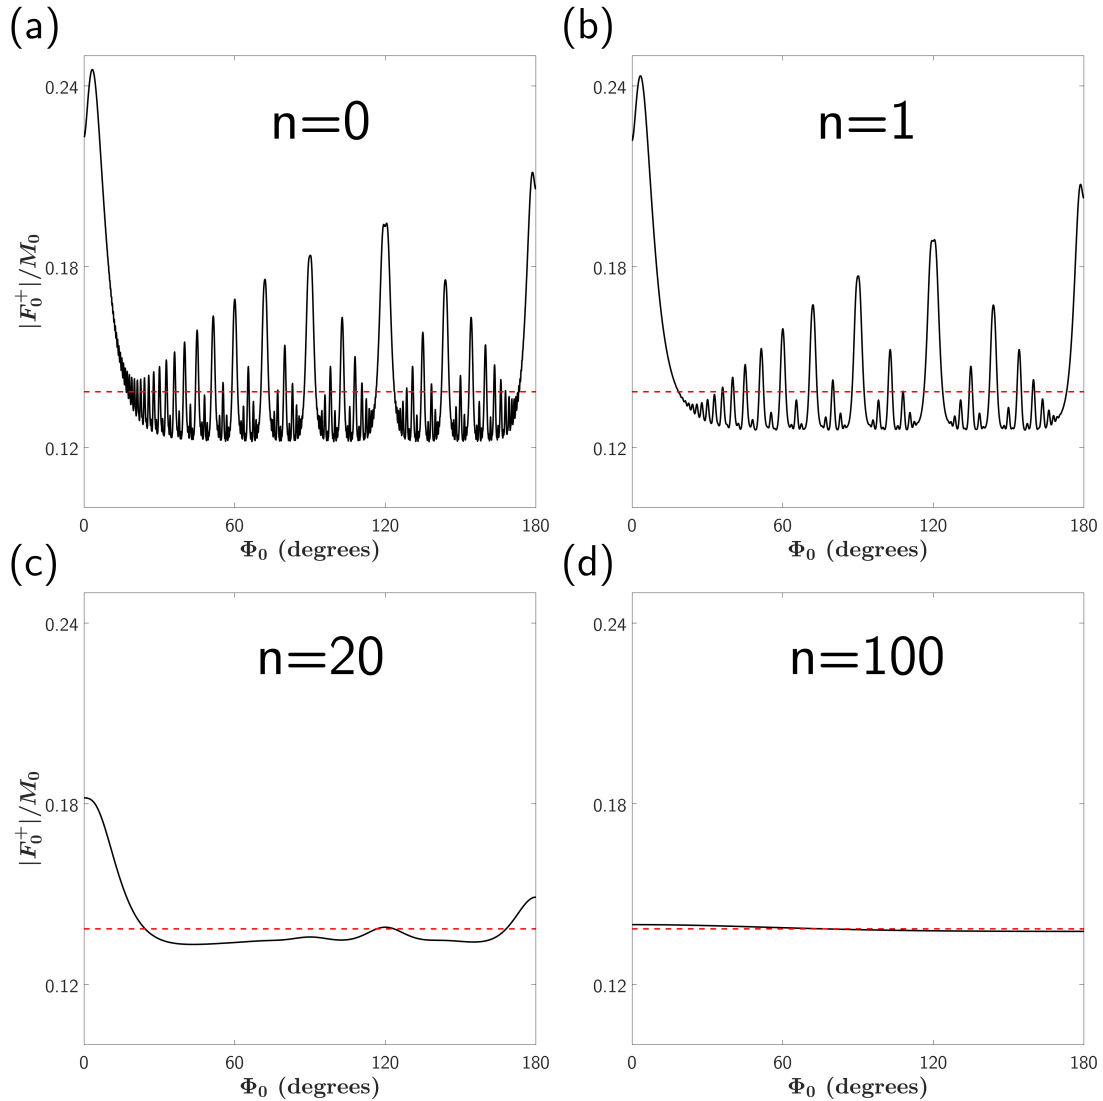 (a)
n=0
|F₀⁺|/M₀
0.24
0.18
0.12
0 60 120 180
Φ₀ (degrees)
(b)
n=1
0.24
0.18
0.12
0 60 120 180
Φ₀ (degrees)
(c)
n=20
|F₀⁺|/M₀
0.24
0.18
0.12
0 60 120 180
Φ₀ (degrees)
(d)
n=100
0.24
0.18
0.12
0 60 120 180
Φ₀ (degrees)